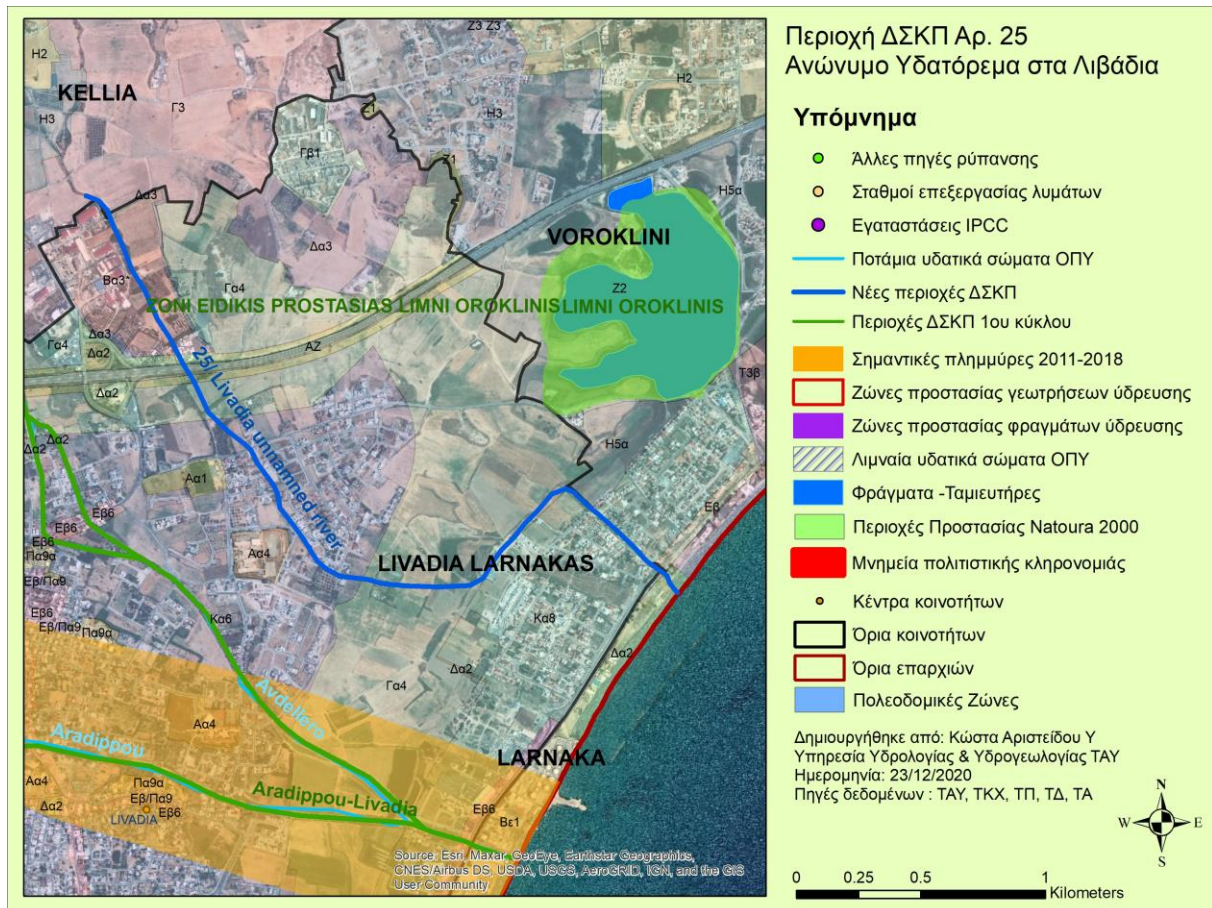 Περιοχή ΔΣΚΠ Αρ. 25
Ανώνυμο Υδατόρεμα στα Λιβάδια
Υπόμνημα
Άλλες πηγές ρύπανσης
Σταθμοί επεξεργασίας λυμάτων
Εγαταστάσεις IPCC
Ποτάμια υδατικά σώματα ΟΠΥ
Νέες περιοχές ΔΣΚΠ
Περιοχές ΔΣΚΠ 1ου κύκλου
Σημαντικές πλημμύρες 2011-2018
Ζώνες προστασίας γεωτρήσεων ύδρευσης
Ζώνες προστασίας φραγμάτων ύδρευσης
Λιμναία υδατικά σώματα ΟΠΥ
Φράγματα -Ταμιευτήρες
Περιοχές Προστασίας Natoura 2000
Μνημεία πολιτιστικής κληρονομιάς
Κέντρα κοινοτήτων
Όρια κοινοτήτων
Όρια επαρχιών
Πολεοδομικές Ζώνες
Δημιουργήθηκε από: Κώστα Αριστείδου Υ
Υπηρεσία Υδρολογίας & Υδρογεωλογίας ΤΑΥ
Ημερομηνία: 23/12/2020
Πηγές δεδομένων : ΤΑΥ, ΤΚΧ, ΤΠ, ΤΔ, ΤΑ
N
W E
S
0 0.25 0.5 1
Kilometers
Z3 Z3
H2
H2
KELLIA
Γ3
H3
Z1
H3
Γβ1
Z1
Δα3
H5α
VOROKLINI
Δα3
Βα3*
Γα4
Z2
ZONI EIDIKIS PROSTASIAS LIMNI OROKLINIS
LIMNI OROKLINIS
Δα3
Γα4
Δα2
AZ
Δα2
Τ3β
25/ Livadia unnamned river
Δα2
Δα2
H5α
Αα1
Εβ
Εβ6
Εβ6
Πα9α
Εβ/Πα9
Αα4
LIVADIA LARNAKAS
Εβ6
Εβ/Πα9
Πα9α
Κα6
Κα8
Δα2
Δα2
Γα4
Avdellero
Αα4
LARNAKA
Aradippou
Αα4
Πα9α
Εβ/Πα9
Δα2
Εβ6
LIVADIA
Aradippou-Livadia
Εβ6
Βε1
Source: Esri, Maxar, GeoEye, Earthstar Geographics,
CNES/Airbus DS, USDA, USGS, AeroGRID, IGN, and the GIS
User Community